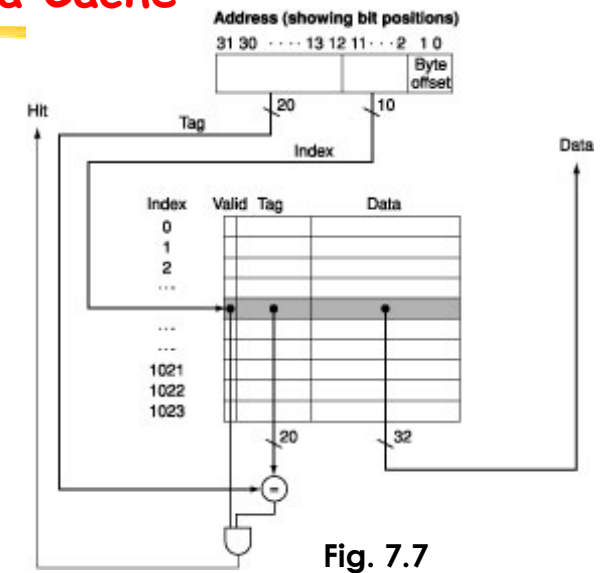 Cache
Address (showing bit positions)
31 30 ···· 13 12 11 ··· 2 1 0
Byte
offset
20 10
Hit
Tag
Index
Data
Index Valid Tag Data
0
1
2
...
...
...
1021
1022
1023
20 32
=
Fig. 7.7